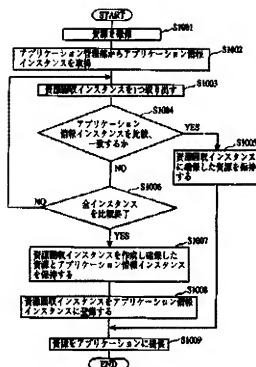 START
資源を確保
S1001
アプリケーション管理部からアプリケーション情報
インスタンスを取得
S1002
資源回収インスタンスを1つ取り出す
S1003
アプリケーション
情報インスタンスを比較、
一致するか
S1004
YES
NO
資源回収インスタンス
に確保した資源を保持する
S1005
全インスタンス
を比較終了
S1006
NO
YES
資源回収インスタンスを作成し確保した
資源とアプリケーション情報インスタンス
を保持する
S1007
資源回収インスタンスをアプリケーション情報
インスタンスに登録する
S1008
資源をアプリケーションに提供
S1009
END